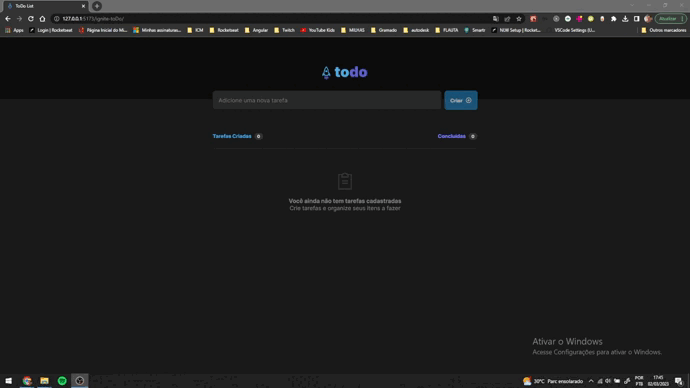 ToDo List
127.0.0.1:5173/ignite-toDo/
Atualizar
Apps
Login | Rocketseat
Página Inicial do M...
Minhas assinaturas...
ICM
Rocketseat
Angular
Twitch
YouTube Kids
Gramado
autodesk
FLAUTA
Smartr
NLW Setup | Rocket...
VSCode Settings (U...
Outros marcadores
todo
Adicione uma nova tarefa
Criar
Tarefas Criadas 0
Concluídas 0
Você ainda não tem tarefas cadastradas
Crie tarefas e organize seus itens a fazer
Ativar o Windows
Acesse Configurações para ativar o Windows.
30°C Parc ensolarado
POR
PTB
17:45
02/03/2023